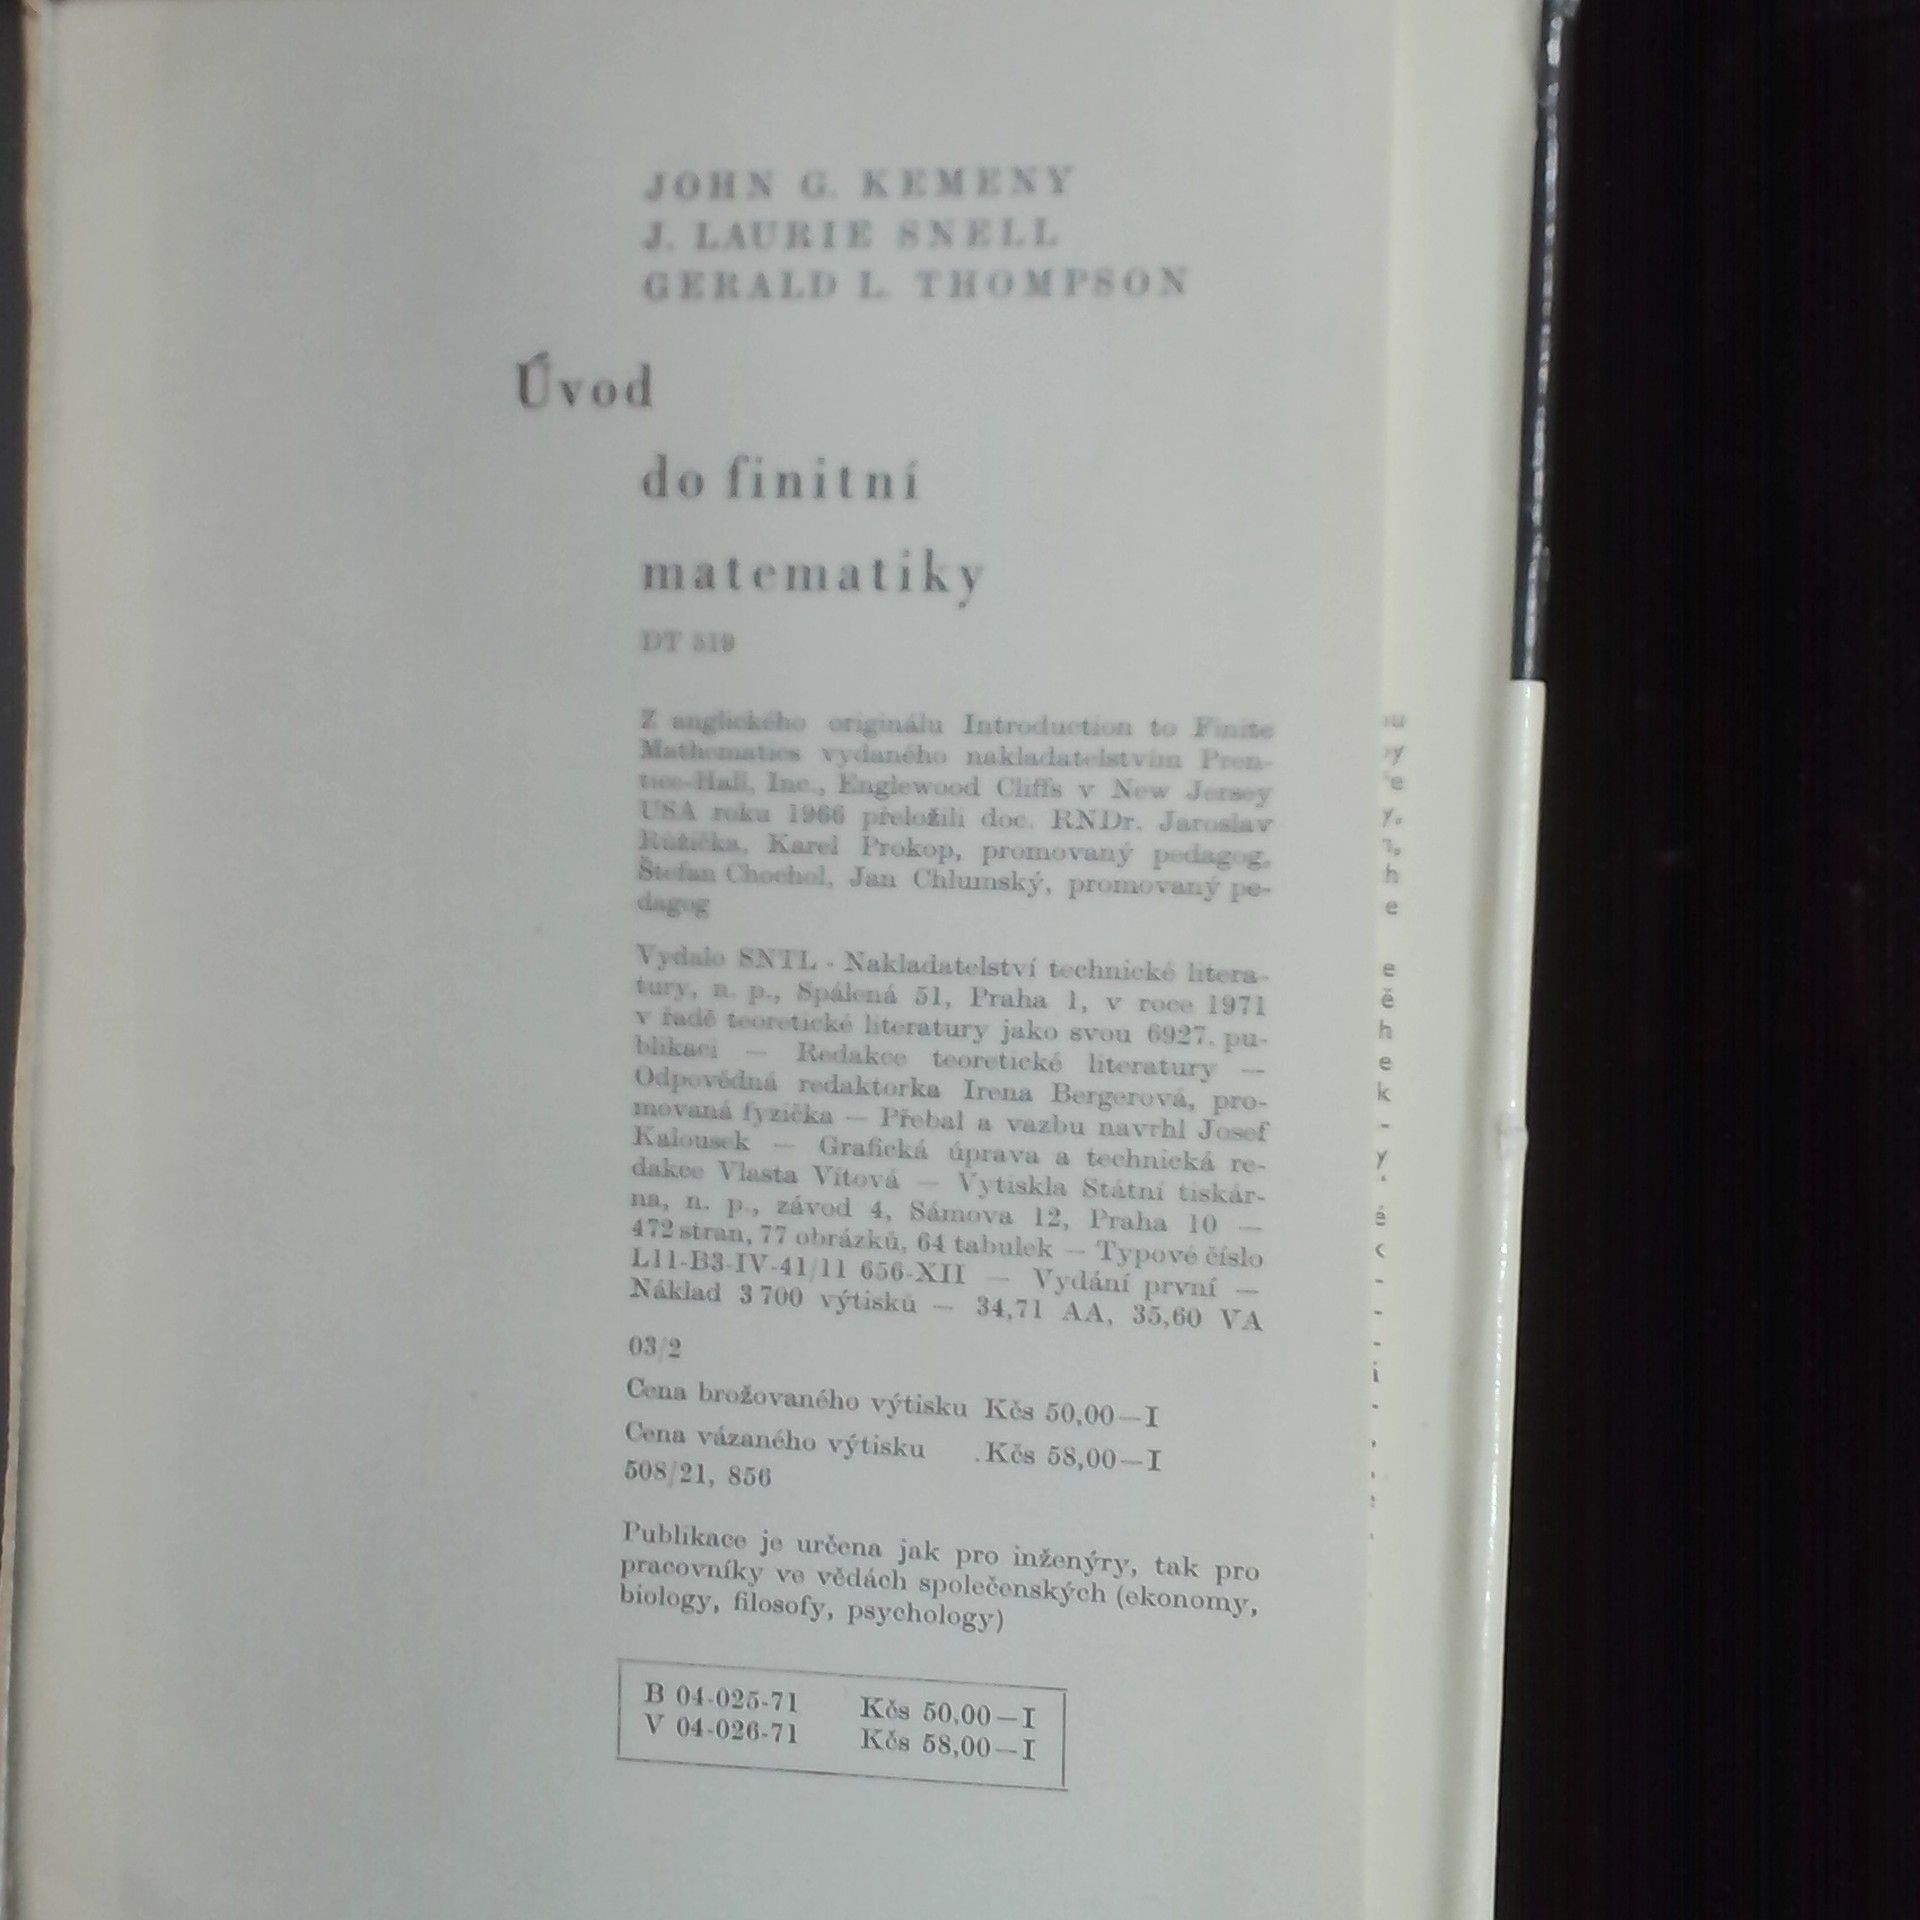 JOHN G. KEMENY
J. LAURIE SNELL
GERALD L. THOMPSON
Úvod
do finitní
matematiky
DT 519
Z anglického originálu Introduction to Finite
Mathematics vydaného nakladatelstvím Pren-
tice-Hall, Inc., Englewood Cliffs v New Jersey
USA roku 1966 přeložili doc. RNDr. Jaroslav
Růžička, Karel Prokop, promovaný pedagog,
Štefan Chochol, Jan Chlumský, promovaný pe-
dagog
Vydalo SNTL - Nakladatelství technické litera-
tury, n. p., Spálená 51, Praha 1, v roce 1971
v řadě teoretické literatury jako svou 6927. pu-
blikaci — Redakce teoretické literatury —
Odpovědná redaktorka Irena Bergerová, pro-
movaná fyzička — Přebal a vazbu navrhl Josef
Kalousek — Grafická úprava a technická re-
dakce Vlasta Vítová — Vytiskla Státní tiskár-
na, n. p., závod 4, Sámova 12, Praha 10 —
472 stran, 77 obrázků, 64 tabulek — Typové číslo
L11-B3-IV-41/11 656-XII — Vydání první —
Náklad 3 700 výtisků — 34,71 AA, 35,60 VA
03/2
Cena brožovaného výtisku Kčs 50,00—I
Cena vázaného výtisku .Kčs 58,00—I
508/21, 856
Publikace je určena jak pro inženýry, tak pro
pracovníky ve vědách společenských (ekonomy,
biology, filosofy, psychology)
B 04-025-71 Kčs 50,00—I
V 04-026-71 Kčs 58,00—I